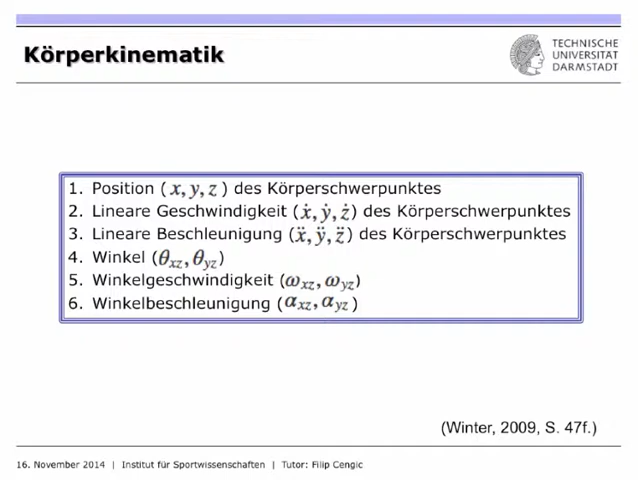 Körperkinematik
TECHNISCHE
UNIVERSITÄT
DARMSTADT
1. Position ( x, y, z ) des Körperschwerpunktes
2. Lineare Geschwindigkeit (ẋ, ẏ, ż) des Körperschwerpunktes
3. Lineare Beschleunigung (ẍ, ÿ, z̈) des Körperschwerpunktes
4. Winkel (θxz, θyz)
5. Winkelgeschwindigkeit (ωxz, ωyz)
6. Winkelbeschleunigung (αxz, αyz )
(Winter, 2009, S. 47f.)
16. November 2014 | Institut für Sportwissenschaften | Tutor: Filip Cengic